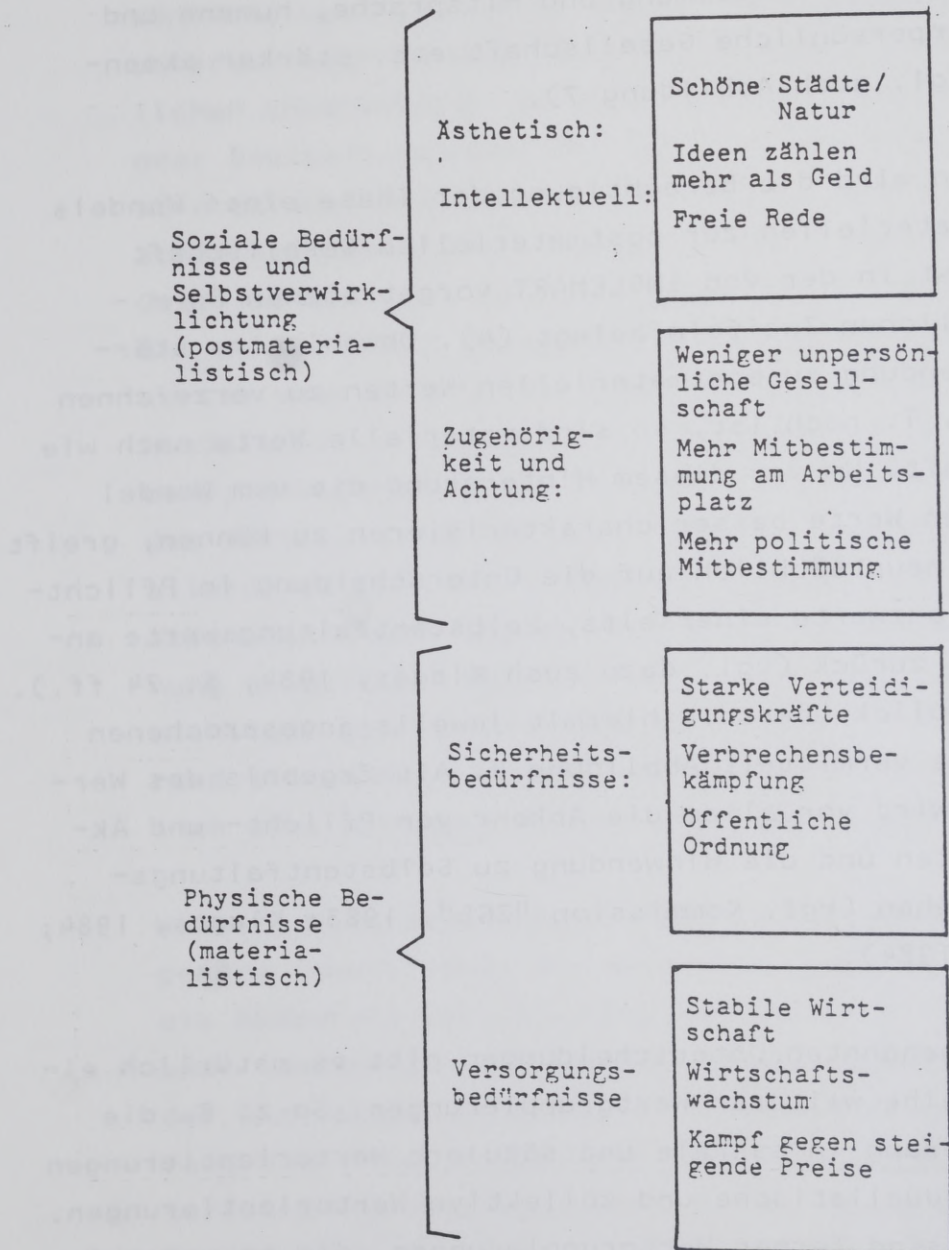 Soziale Bedürf-
nisse und
Selbstverwirk-
lichtung
(postmateria-
listisch)
Ästhetisch:
Intellektuell:
Schöne Städte/
Natur
Ideen zählen
mehr als Geld
Freie Rede
Zugehörig-
keit und
Achtung:
Weniger unpersön-
liche Gesell-
schaft
Mehr Mitbestim-
mung am Arbeits-
platz
Mehr politische
Mitbestimmung
Physische Be-
dürfnisse
(materia-
listisch)
Sicherheits-
bedürfnisse:
Starke Verteidi-
gungskräfte
Verbrechensbe-
kämpfung
Öffentliche
Ordnung
Versorgungs-
bedürfnisse
Stabile Wirt-
schaft
Wirtschafts-
wachstum
Kampf gegen stei-
gende Preise